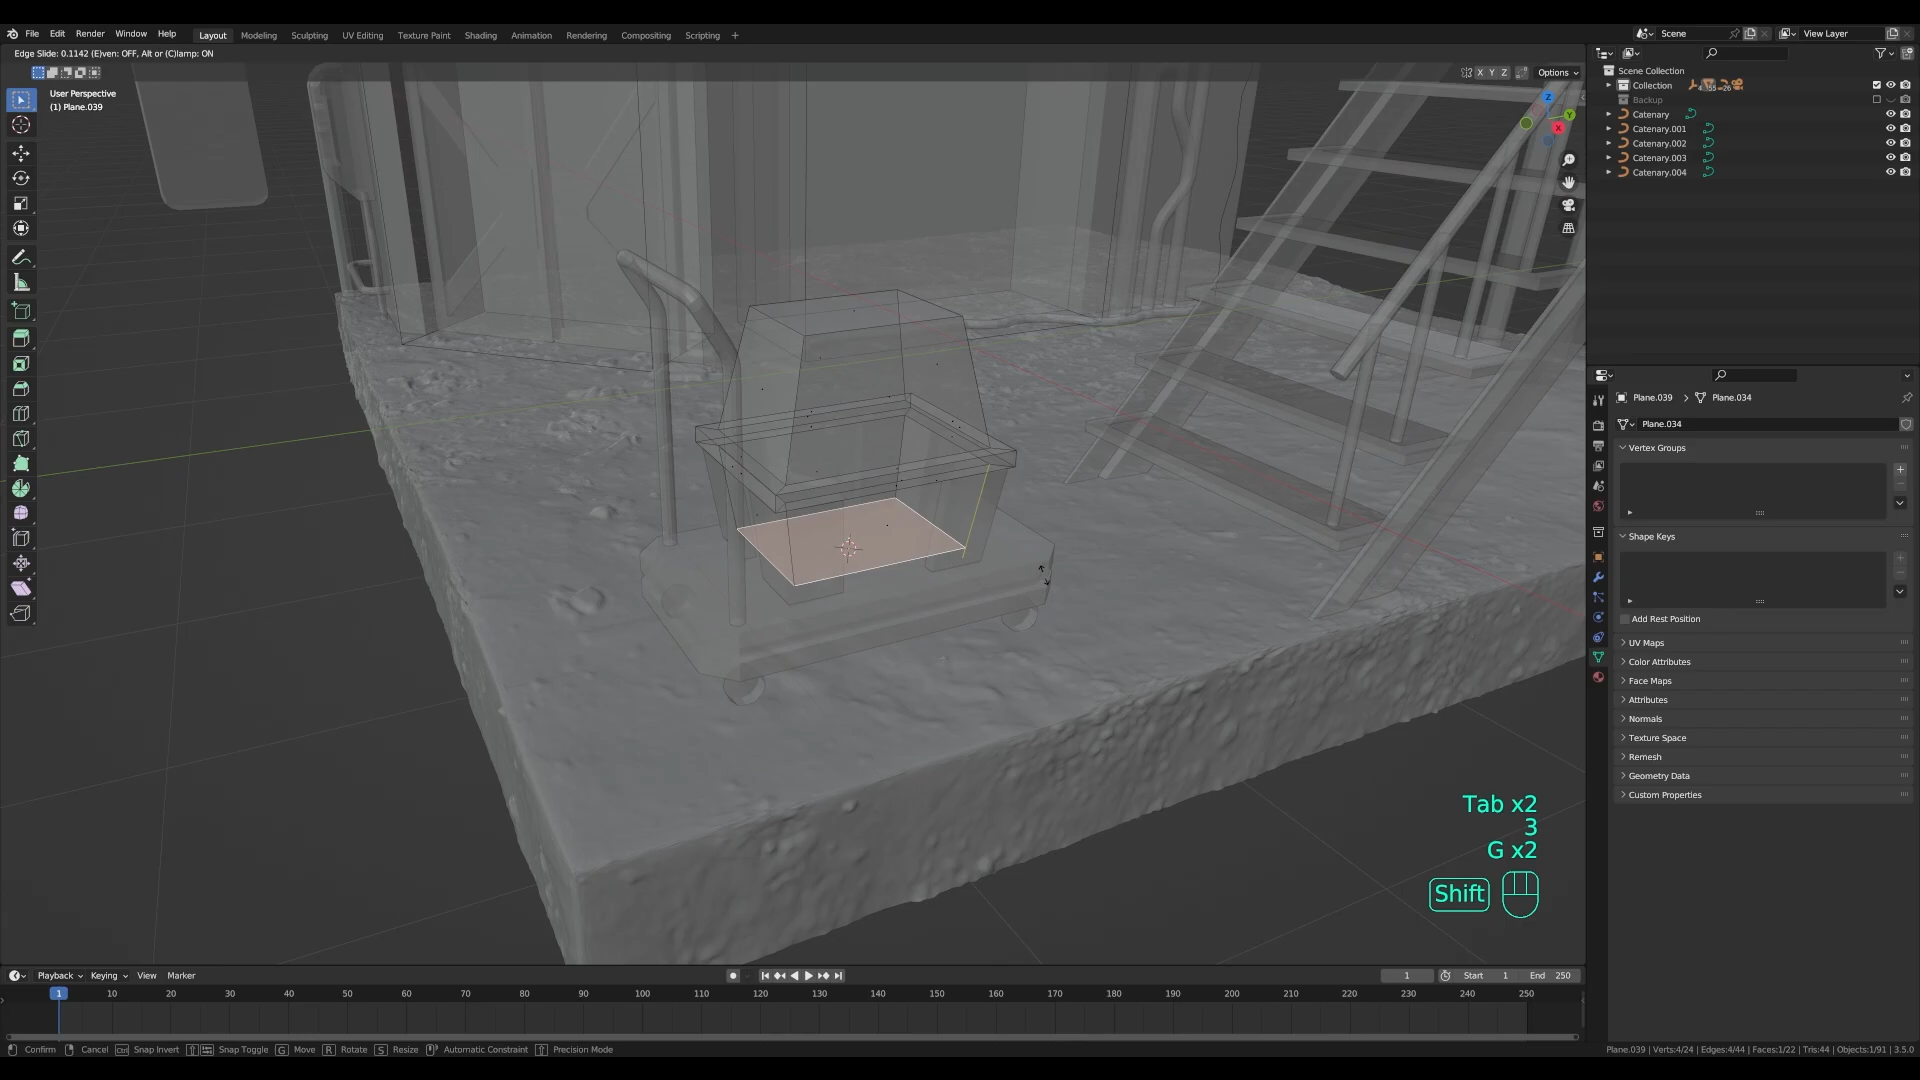 File Edit Render Window Help Layout Modeling Sculpting UV Editing Texture Paint Shading Animation Rendering Compositing Scripting +
Scene View Layer
Edge Slide: 0.1142 (E)ven: OFF, Alt or (C)lamp: ON
X Y Z Options
User Perspective
(1) Plane.039
Z
Y
X
Scene Collection
Collection
Backup
Catenary
Catenary.001
Catenary.002
Catenary.003
Catenary.004
Plane.039 > Plane.034
Plane.034
Vertex Groups
Shape Keys
Add Rest Position
UV Maps
Color Attributes
Face Maps
Attributes
Normals
Texture Space
Remesh
Geometry Data
Custom Properties
Tab x2
3
G x2
Shift
Playback Keying View Marker 1 Start 1 End 250
1 10 20 30 40 50 60 70 80 90 100 110 120 130 140 150 160 170 180 190 200 210 220 230 240 250
Confirm Cancel Ctrl Snap Invert Snap Toggle G Move R Rotate S Resize Automatic Constraint Precision Mode
Plane.039 | Verts:4/24 | Edges:4/44 | Faces:1/22 | Tris:44 | Objects:1/91 | 3.5.0